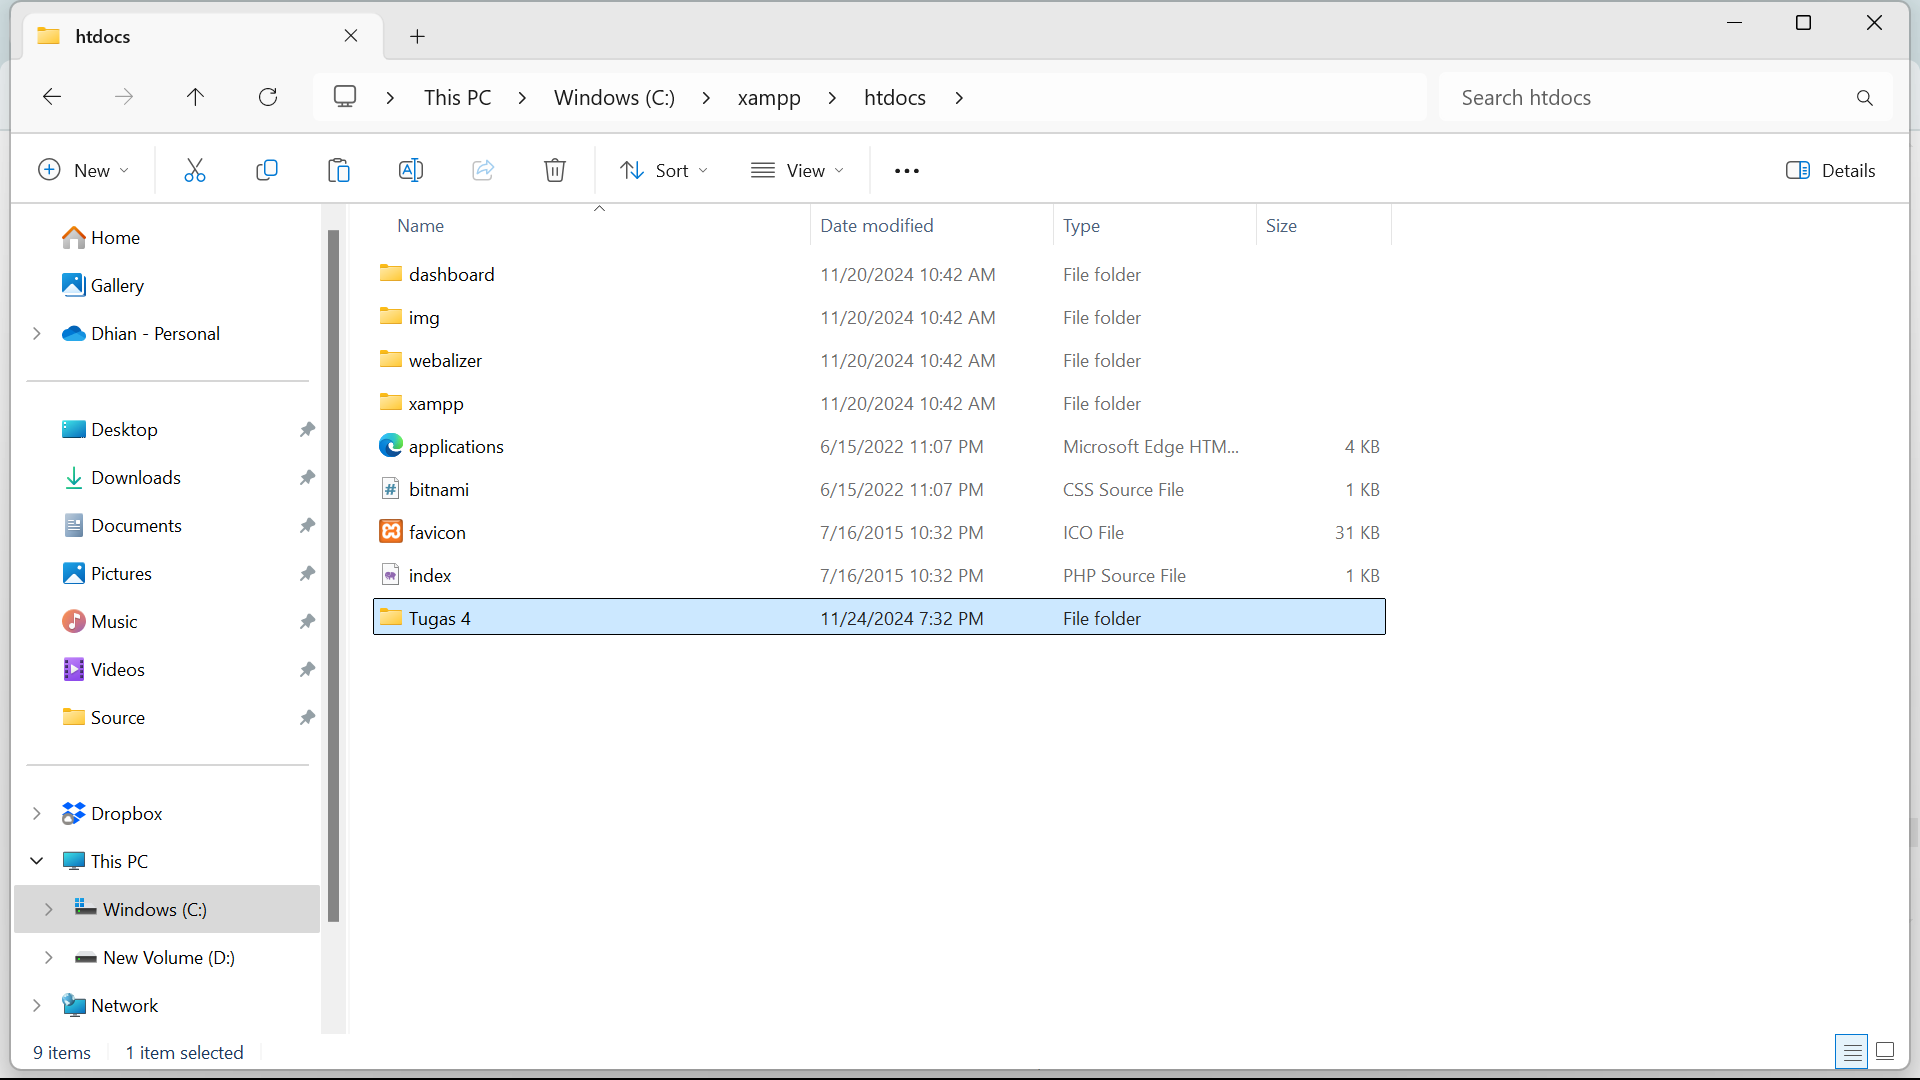 htdocs
This PC
Windows (C:)
xampp
htdocs
Search htdocs
New
Sort
View
Details
Home
Gallery
Dhian - Personal
Desktop
Downloads
Documents
Pictures
Music
Videos
Source
Dropbox
This PC
Windows (C:)
New Volume (D:)
Network
Name Date modified Type Size
dashboard 11/20/2024 10:42 AM File folder
img 11/20/2024 10:42 AM File folder
webalizer 11/20/2024 10:42 AM File folder
xampp 11/20/2024 10:42 AM File folder
applications 6/15/2022 11:07 PM Microsoft Edge HTM... 4 KB
bitnami 6/15/2022 11:07 PM CSS Source File 1 KB
favicon 7/16/2015 10:32 PM ICO File 31 KB
index 7/16/2015 10:32 PM PHP Source File 1 KB
Tugas 4 11/24/2024 7:32 PM File folder
9 items 1 item selected